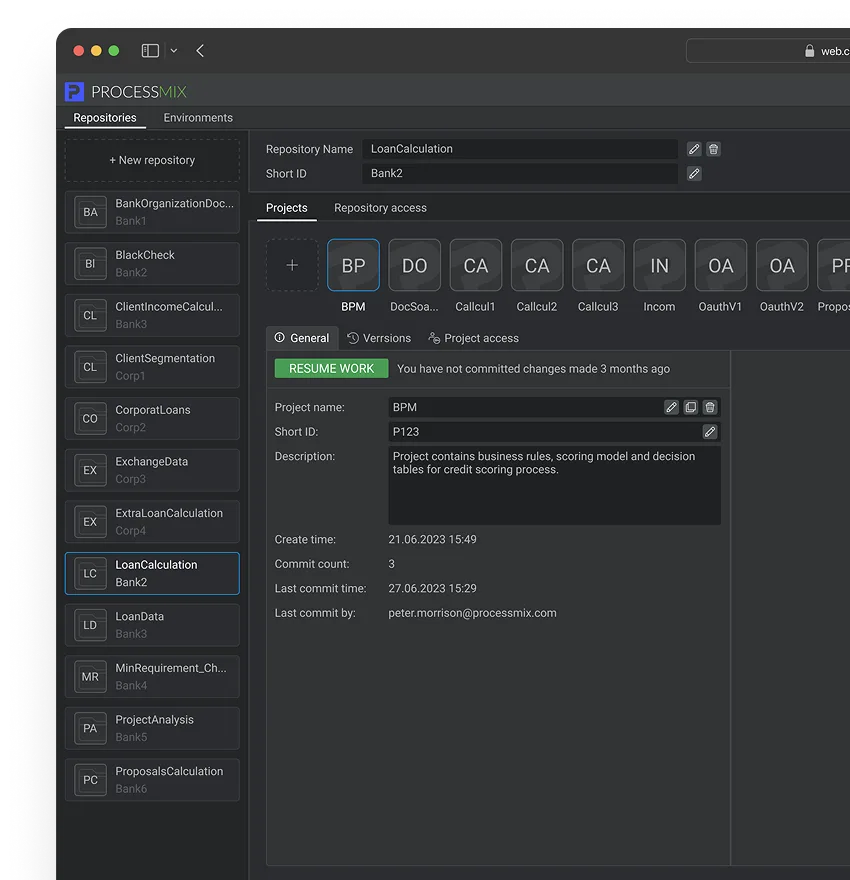 web.c
PROCESSMIX
Repositories Environments
+ New repository
BA BankOrganizationDoc...
Bank1
Bl BlackCheck
Bank2
CL ClientIncomeCalcul...
Bank3
CL ClientSegmentation
Corp1
CO CorporatLoans
Corp2
EX ExchangeData
Corp3
EX ExtraLoanCalculation
Corp4
LC LoanCalculation
Bank2
LD LoanData
Bank3
MR MinRequirement_Ch...
Bank4
PA ProjectAnalysis
Bank5
PC ProposalsCalculation
Bank6
Repository Name LoanCalculation
Short ID Bank2
Projects Repository access
+ BP DO CA CA CA IN OA OA PR
BPM DocSoa... Callcul1 Callcul2 Callcul3 Incom OauthV1 OauthV2 Propos
General Versions Project access
RESUME WORK You have not committed changes made 3 months ago
Project name: BPM
Short ID: P123
Description: Project contains business rules, scoring model and decision
tables for credit scoring process.
Create time: 21.06.2023 15:49
Commit count: 3
Last commit time: 27.06.2023 15:29
Last commit by: peter.morrison@processmix.com